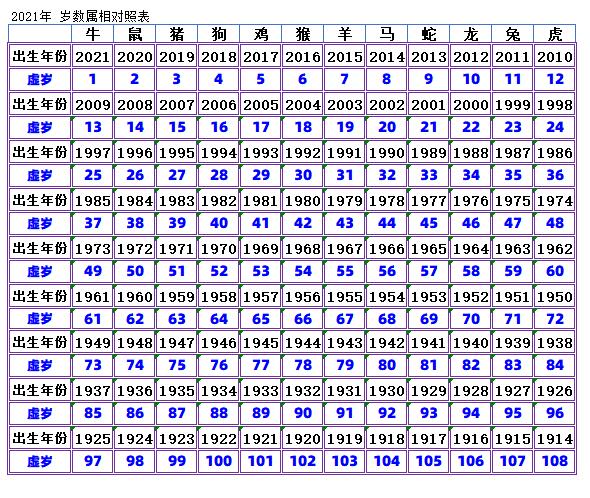 2021年 岁数属相对照表
牛 鼠 猪 狗 鸡 猴 羊 马 蛇 龙 兔 虎
出生年份 2021 2020 2019 2018 2017 2016 2015 2014 2013 2012 2011 2010
虚岁 1 2 3 4 5 6 7 8 9 10 11 12
出生年份 2009 2008 2007 2006 2005 2004 2003 2002 2001 2000 1999 1998
虚岁 13 14 15 16 17 18 19 20 21 22 23 24
出生年份 1997 1996 1995 1994 1993 1992 1991 1990 1989 1988 1987 1986
虚岁 25 26 27 28 29 30 31 32 33 34 35 36
出生年份 1985 1984 1983 1982 1981 1980 1979 1978 1977 1976 1975 1974
虚岁 37 38 39 40 41 42 43 44 45 46 47 48
出生年份 1973 1972 1971 1970 1969 1968 1967 1966 1965 1964 1963 1962
虚岁 49 50 51 52 53 54 55 56 57 58 59 60
出生年份 1961 1960 1959 1958 1957 1956 1955 1954 1953 1952 1951 1950
虚岁 61 62 63 64 65 66 67 68 69 70 71 72
出生年份 1949 1948 1947 1946 1945 1944 1943 1942 1941 1940 1939 1938
虚岁 73 74 75 76 77 78 79 80 81 82 83 84
出生年份 1937 1936 1935 1934 1933 1932 1931 1930 1929 1928 1927 1926
虚岁 85 86 87 88 89 90 91 92 93 94 95 96
出生年份 1925 1924 1923 1922 1921 1920 1919 1918 1917 1916 1915 1914
虚岁 97 98 99 100 101 102 103 104 105 106 107 108